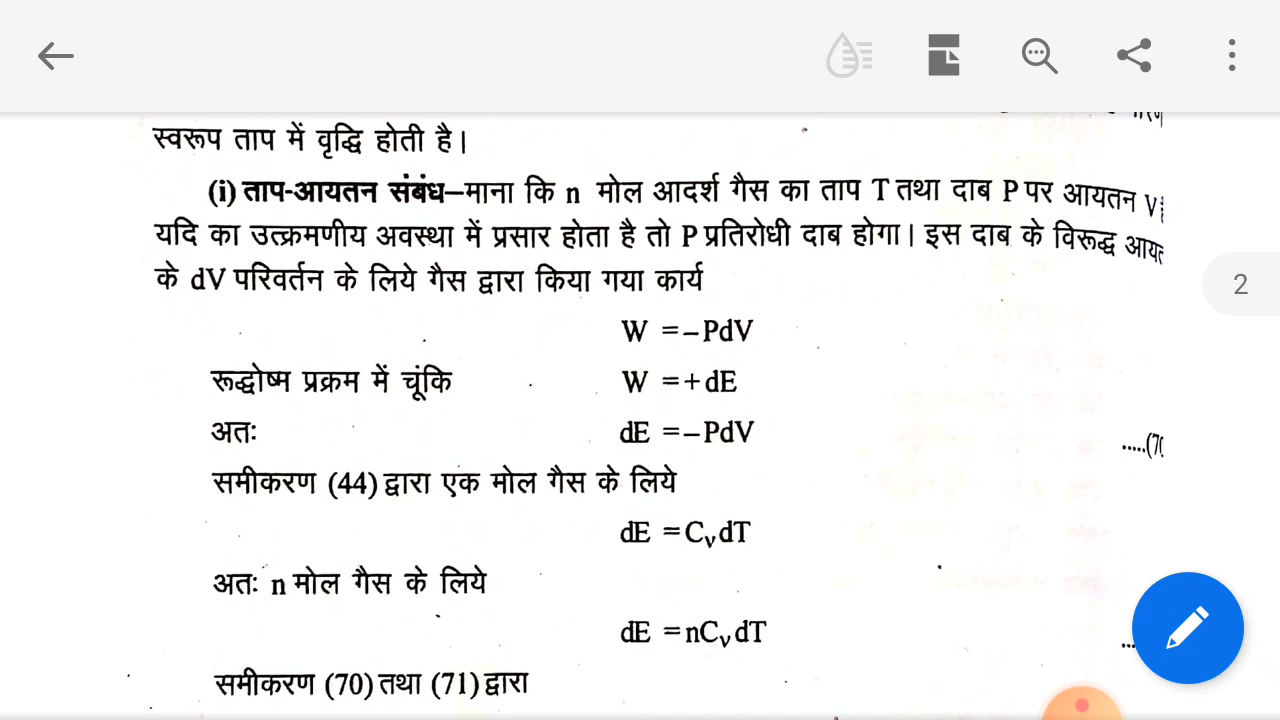 स्वरूप ताप में वृद्धि होती है।
(i) ताप-आयतन संबंध–माना कि n मोल आदर्श गैस का ताप T तथा दाब P पर आयतन V
यदि का उत्क्रमणीय अवस्था में प्रसार होता है तो P प्रतिरोधी दाब होगा। इस दाब के विरूद्ध
के dV परिवर्तन के लिये गैस द्वारा किया गया कार्य
2
W = – PdV
रूद्धोष्म प्रक्रम में चूंकि W = + dE
अतः dE = – PdV .....(70
समीकरण (44) द्वारा एक मोल गैस के लिये
dE = CvdT
अतः n मोल गैस के लिये
dE = nCvdT ...
समीकरण (70) तथा (71) द्वारा